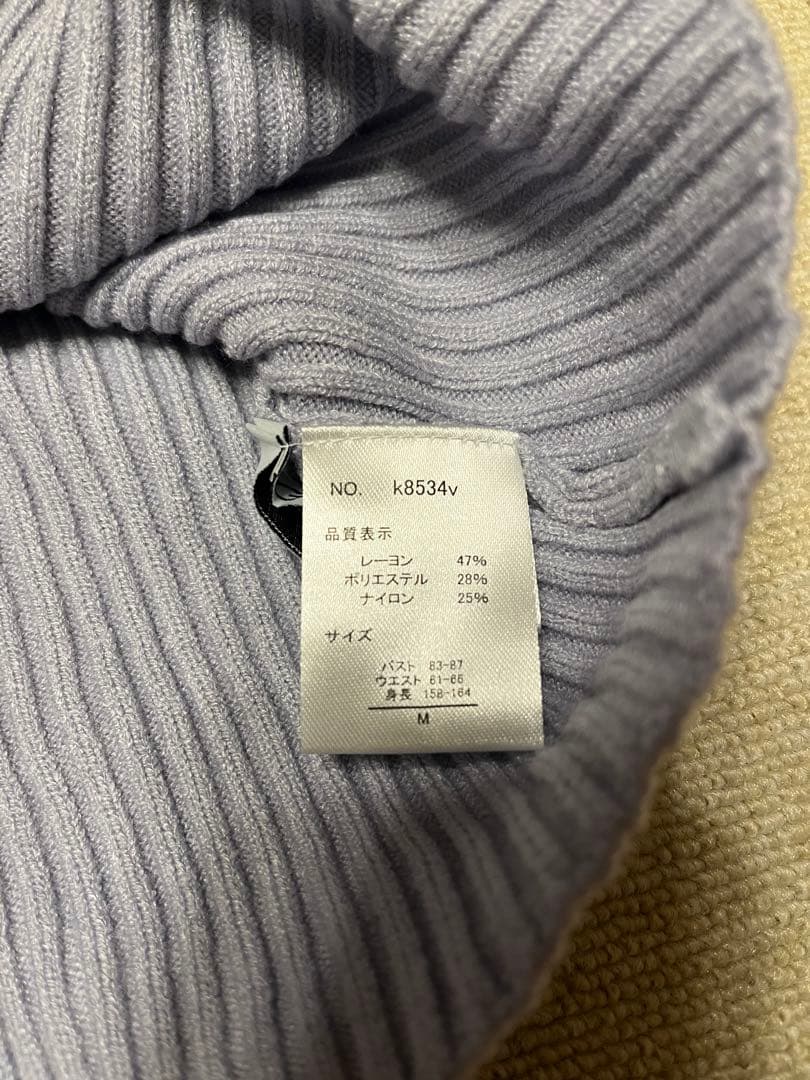 NO. k8534v
品質表示
レーヨン 47%
ポリエステル 28%
ナイロン 25%
サイズ
バスト 83-87
ウエスト 61-66
身長 158-164
M